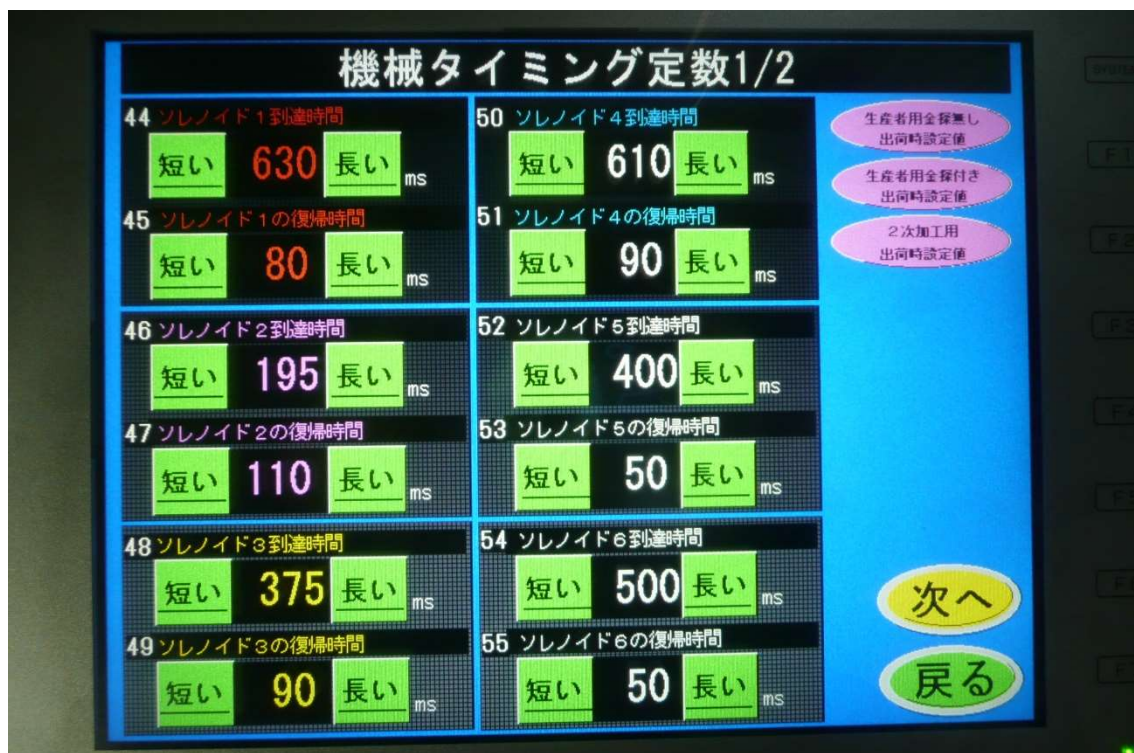 機械タイミング定数1/2
44 ソレノイド1到達時間
短い 630 長い ms
45 ソレノイド1の復帰時間
短い 80 長い ms
46 ソレノイド2到達時間
短い 195 長い ms
47 ソレノイド2の復帰時間
短い 110 長い ms
48 ソレノイド3到達時間
短い 375 長い ms
49 ソレノイド3の復帰時間
短い 90 長い ms
50 ソレノイド4到達時間
短い 610 長い ms
51 ソレノイド4の復帰時間
短い 90 長い ms
52 ソレノイド5到達時間
短い 400 長い ms
53 ソレノイド5の復帰時間
短い 50 長い ms
54 ソレノイド6到達時間
短い 500 長い ms
55 ソレノイド6の復帰時間
短い 50 長い ms
生産者用金探無し
出荷時設定値
生産者用金探付き
出荷時設定値
2次加工用
出荷時設定値
次へ
戻る
F1
F2
F3
F4
F5